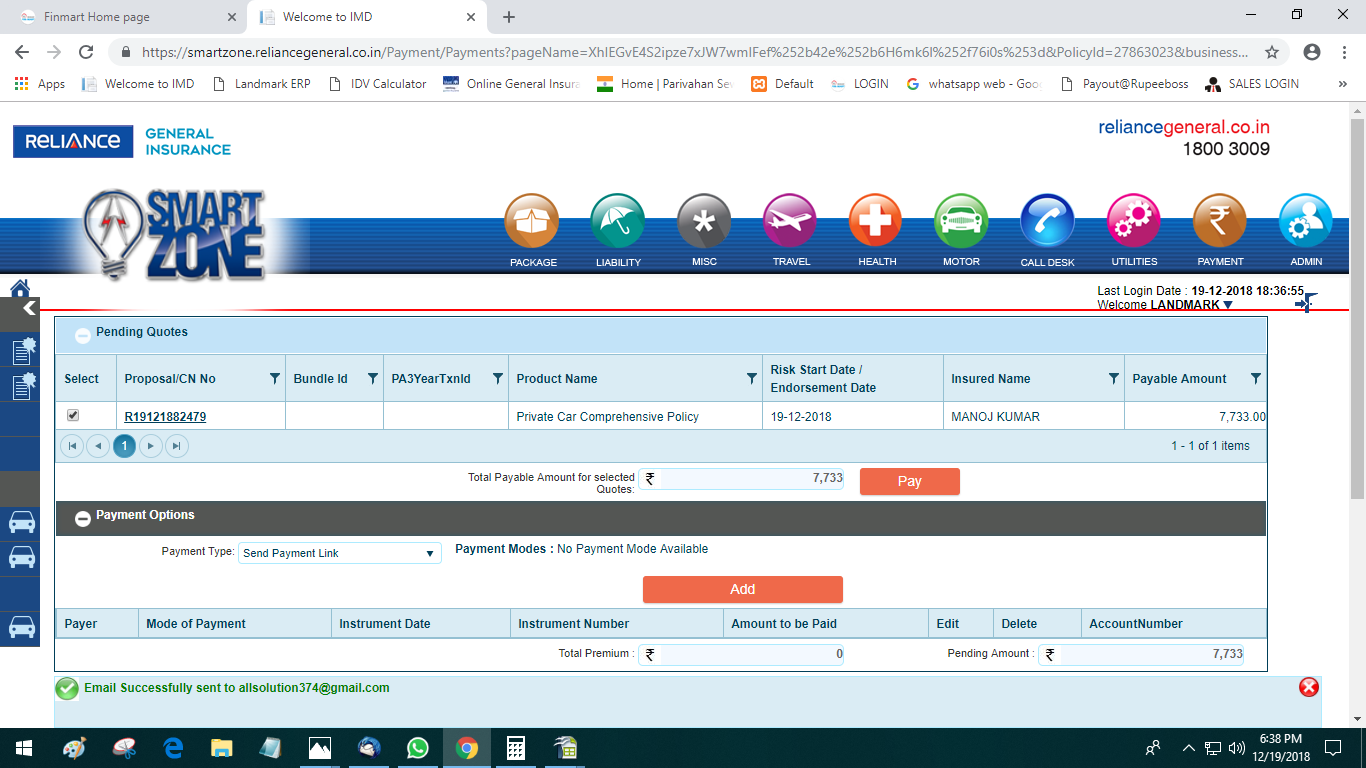 Finmart Home page
Welcome to IMD
https://smartzone.reliancegeneral.co.in/Payment/Payments?pageName=XhIEGvE4S2ipze7xJW7wmIFef%252b42e%252b6H6mk6I%252f76i0s%253d&PolicyId=27863023&business...
Apps Welcome to IMD Landmark ERP IDV Calculator Online General Insura Home | Parivahan Sew Default LOGIN whatsapp web - Goo Payout@Rupeeboss SALES LOGIN »
RELIANCE GENERAL INSURANCE
reliancegeneral.co.in
1800 3009
SMART ZONE
PACKAGE LIABILITY MISC TRAVEL HEALTH MOTOR CALL DESK UTILITIES PAYMENT ADMIN
Last Login Date : 19-12-2018 18:36:55
Welcome LANDMARK
Pending Quotes
Select Proposal/CN No Bundle Id PA3YearTxnId Product Name Risk Start Date / Endorsement Date Insured Name Payable Amount
R19121882479 Private Car Comprehensive Policy 19-12-2018 MANOJ KUMAR 7,733.00
1 1 - 1 of 1 items
Total Payable Amount for selected Quotes: ₹ 7,733 Pay
Payment Options
Payment Type: Send Payment Link Payment Modes : No Payment Mode Available
Add
Payer Mode of Payment Instrument Date Instrument Number Amount to be Paid Edit Delete AccountNumber
Total Premium : ₹ 0 Pending Amount : ₹ 7,733
Email Successfully sent to allsolution374@gmail.com
6:38 PM
12/19/2018